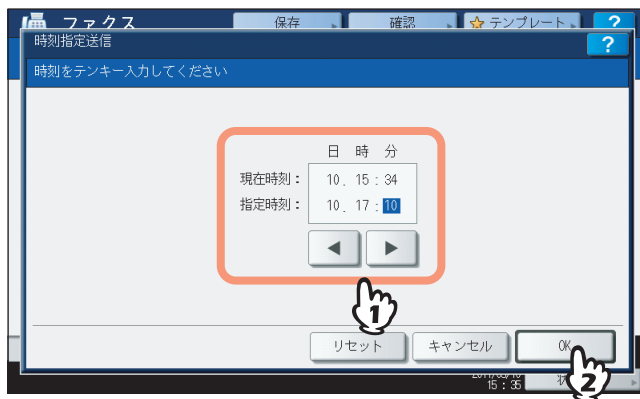 ファクス 保存 確認 テンプレート ?
時刻指定送信 ?
時刻をテンキー入力してください
日 時 分
現在時刻： 10. 15 : 34
指定時刻： 10. 17 : 10
1
リセット キャンセル OK
2
15 : 35